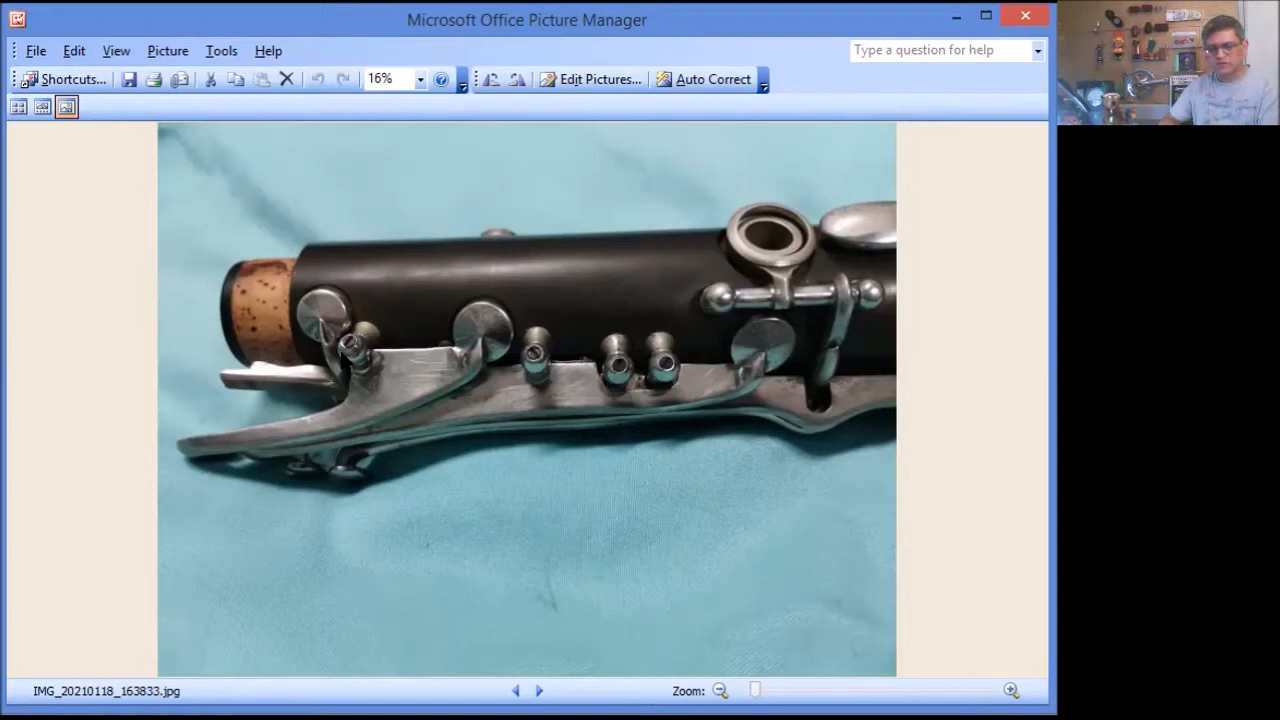 Microsoft Office Picture Manager
File Edit View Picture Tools Help
Type a question for help
Shortcuts... 16% Edit Pictures... Auto Correct
IMG_20210118_163833.jpg
Zoom: